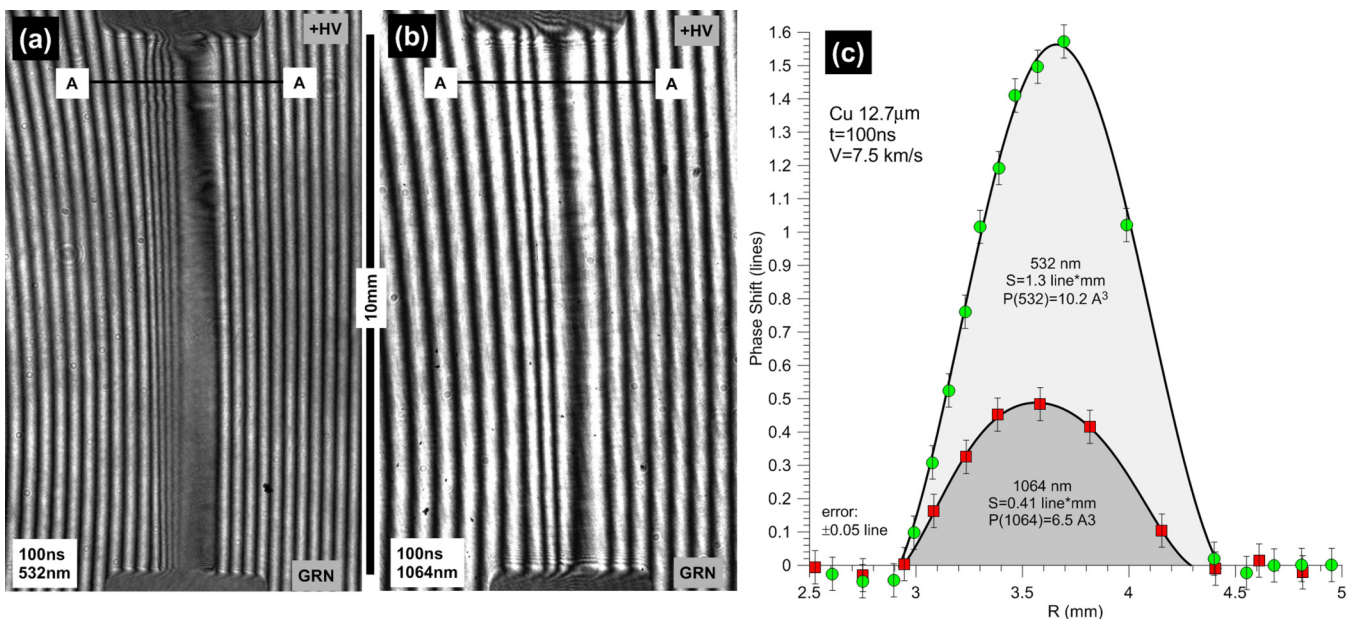 (a)
+HV
A
A
100ns
532nm
GRN
10mm
(b)
+HV
A
A
100ns
1064nm
GRN
(c)
Cu 12.7μm
t=100ns
V=7.5 km/s
532 nm
S=1.3 line*mm
P(532)=10.2 A³
1064 nm
S=0.41 line*mm
P(1064)=6.5 A3
error:
±0.05 line
Phase Shift (lines)
1.6
1.5
1.4
1.3
1.2
1.1
1
0.9
0.8
0.7
0.6
0.5
0.4
0.3
0.2
0.1
0
2.5
3
3.5
4
4.5
5
R (mm)